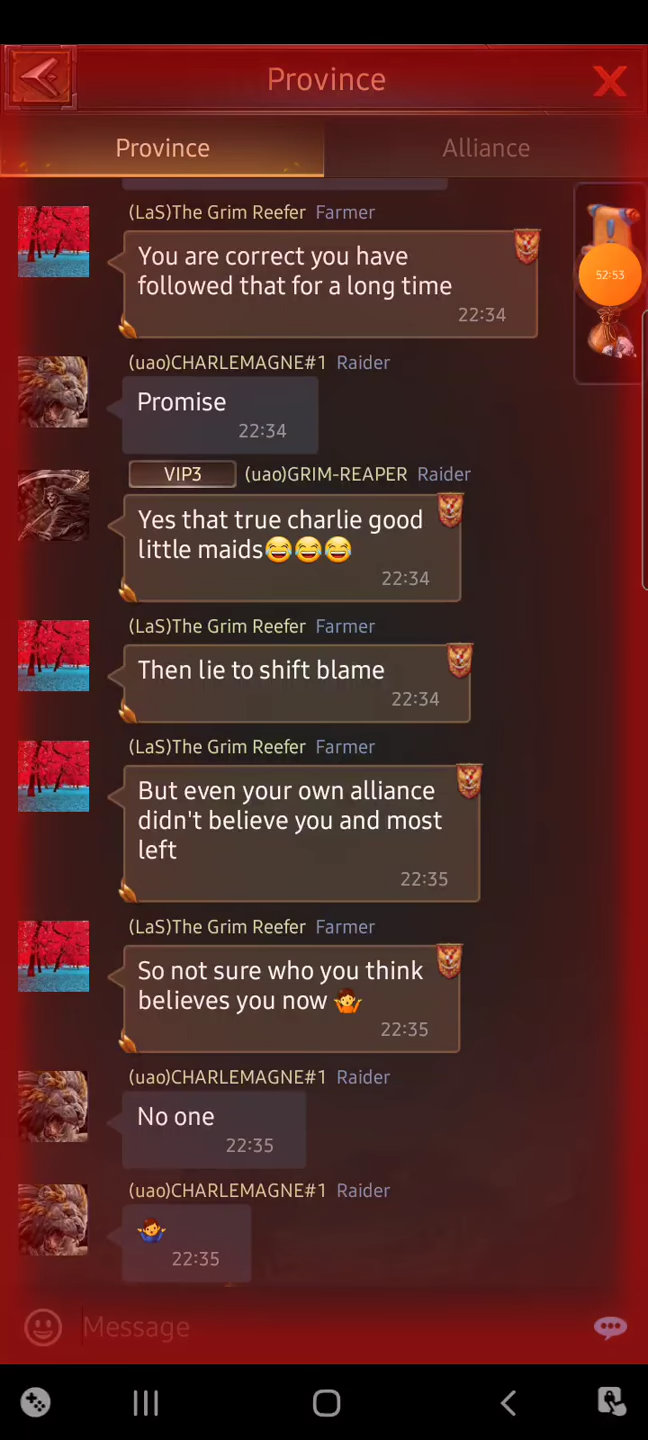 Province
Province
Alliance
(LaS)The Grim Reefer Farmer
You are correct you have
followed that for a long time
22:34
52:53
(uao)CHARLEMAGNE#1 Raider
Promise
22:34
VIP3 (uao)GRIM-REAPER Raider
Yes that true charlie good
little maids😂😂😂
22:34
(LaS)The Grim Reefer Farmer
Then lie to shift blame
22:34
(LaS)The Grim Reefer Farmer
But even your own alliance
didn't believe you and most
left
22:35
(LaS)The Grim Reefer Farmer
So not sure who you think
believes you now 🤷
22:35
(uao)CHARLEMAGNE#1 Raider
No one
22:35
(uao)CHARLEMAGNE#1 Raider
🤷‍♂️
22:35
Message